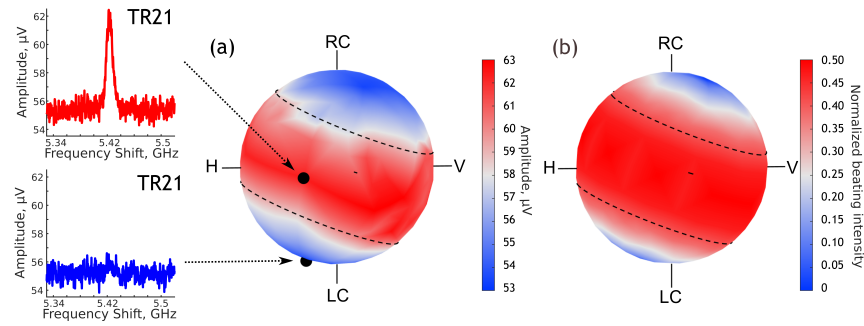 TR21
Amplitude, µV
62
60
58
56
54
5.34
5.42
5.5
Frequency Shift, GHz
TR21
Amplitude, µV
62
60
58
56
54
5.34
5.42
5.5
Frequency Shift, GHz
(a)
RC
H
V
LC
63
62
61
60
59
58
57
56
55
54
53
Amplitude, µV
(b)
RC
H
V
LC
0.50
0.45
0.40
0.35
0.30
0.25
0.20
0.15
0.10
0.05
0
Normalized beating intensity